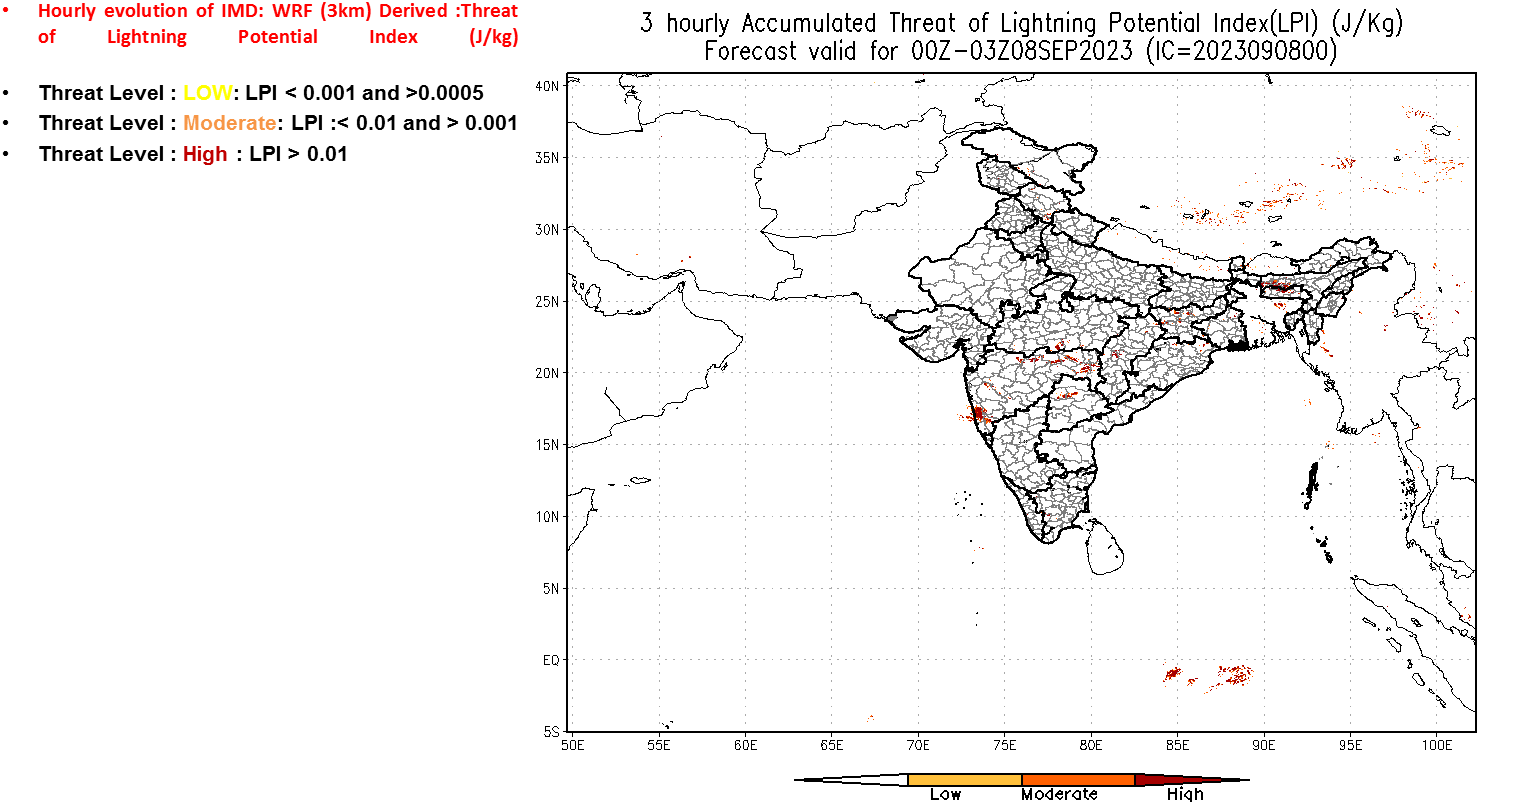 • Hourly evolution of IMD: WRF (3km) Derived :Threat
of Lightning Potential Index (J/kg)
• Threat Level : LOW: LPI < 0.001 and >0.0005
• Threat Level : Moderate: LPI :< 0.01 and > 0.001
• Threat Level : High : LPI > 0.01
3 hourly Accumulated Threat of Lightning Potential Index(LPI) (J/Kg)
Forecast valid for 00Z-03Z08SEP2023 (IC=2023090800)
40N
35N
30N
25N
20N
15N
10N
5N
EQ
5S
50E 55E 60E 65E 70E 75E 80E 85E 90E 95E 100E
Low Moderate High